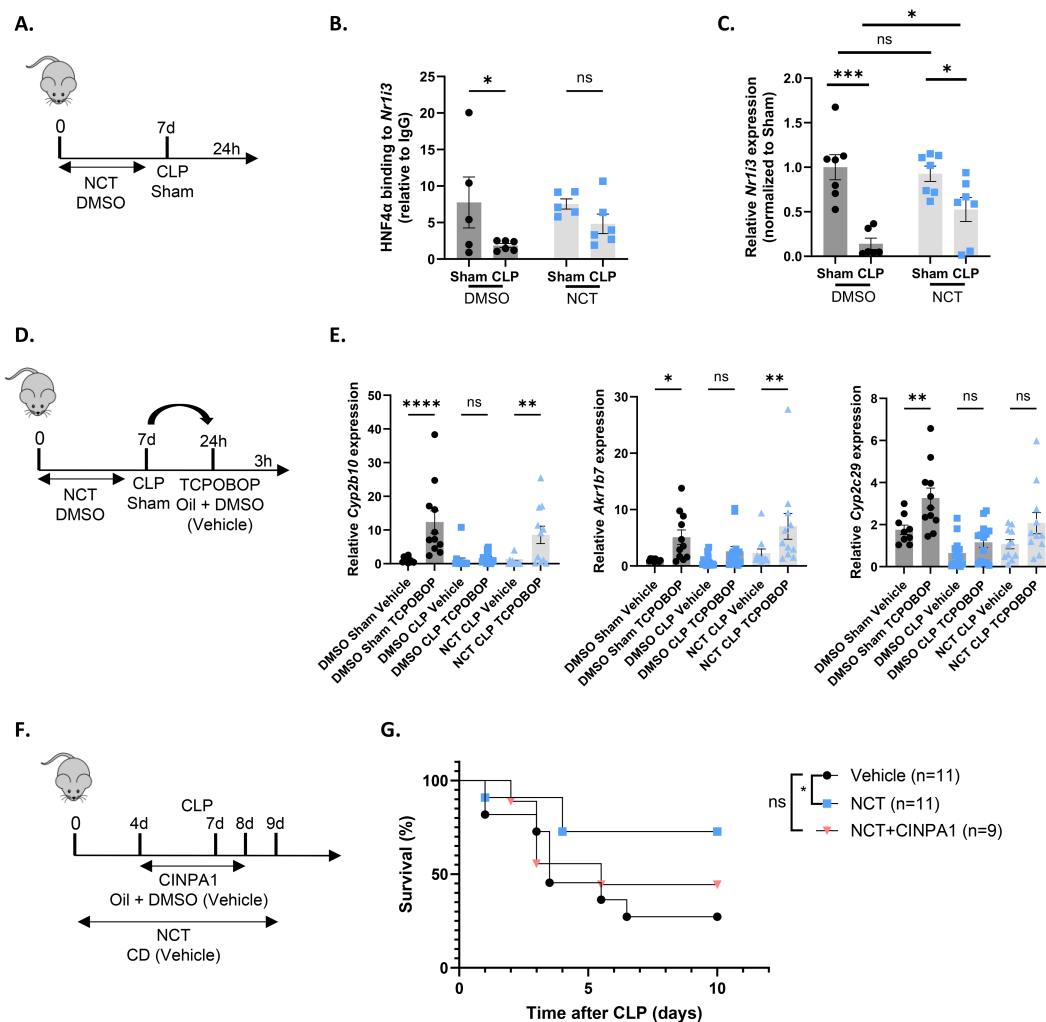 A.
0
7d
24h
NCT
DMSO
CLP
Sham
B.
HNF4α binding to Nr1i3
(relative to IgG)
25
20
15
10
5
0
*
ns
Sham CLP
Sham CLP
DMSO
NCT
C.
*
ns
***
*
Relative Nr1i3 expression
(normalized to Sham)
2.0
1.5
1.0
0.5
0.0
Sham CLP
Sham CLP
DMSO
NCT
D.
0
7d
24h
3h
NCT
DMSO
CLP
Sham
TCPOBOP
Oil + DMSO
(Vehicle)
E.
Relative Cyp2b10 expression
50
40
30
20
10
0
****
ns
**
DMSO Sham Vehicle
DMSO Sham TCPOBOP
DMSO CLP Vehicle
DMSO CLP TCPOBOP
NCT CLP Vehicle
NCT CLP TCPOBOP
Relative Akr1b7 expression
30
20
10
0
*
ns
**
DMSO Sham Vehicle
DMSO Sham TCPOBOP
DMSO CLP Vehicle
DMSO CLP TCPOBOP
NCT CLP Vehicle
NCT CLP TCPOBOP
Relative Cyp2c29 expression
8
6
4
2
0
**
ns
ns
DMSO Sham Vehicle
DMSO Sham TCPOBOP
DMSO CLP Vehicle
DMSO CLP TCPOBOP
NCT CLP Vehicle
NCT CLP TCPOBOP
F.
CLP
0
4d
7d
8d
9d
CINPA1
Oil + DMSO (Vehicle)
NCT
CD (Vehicle)
G.
Survival (%)
100
50
0
0
5
10
Time after CLP (days)
ns
*
Vehicle (n=11)
NCT (n=11)
NCT+CINPA1 (n=9)